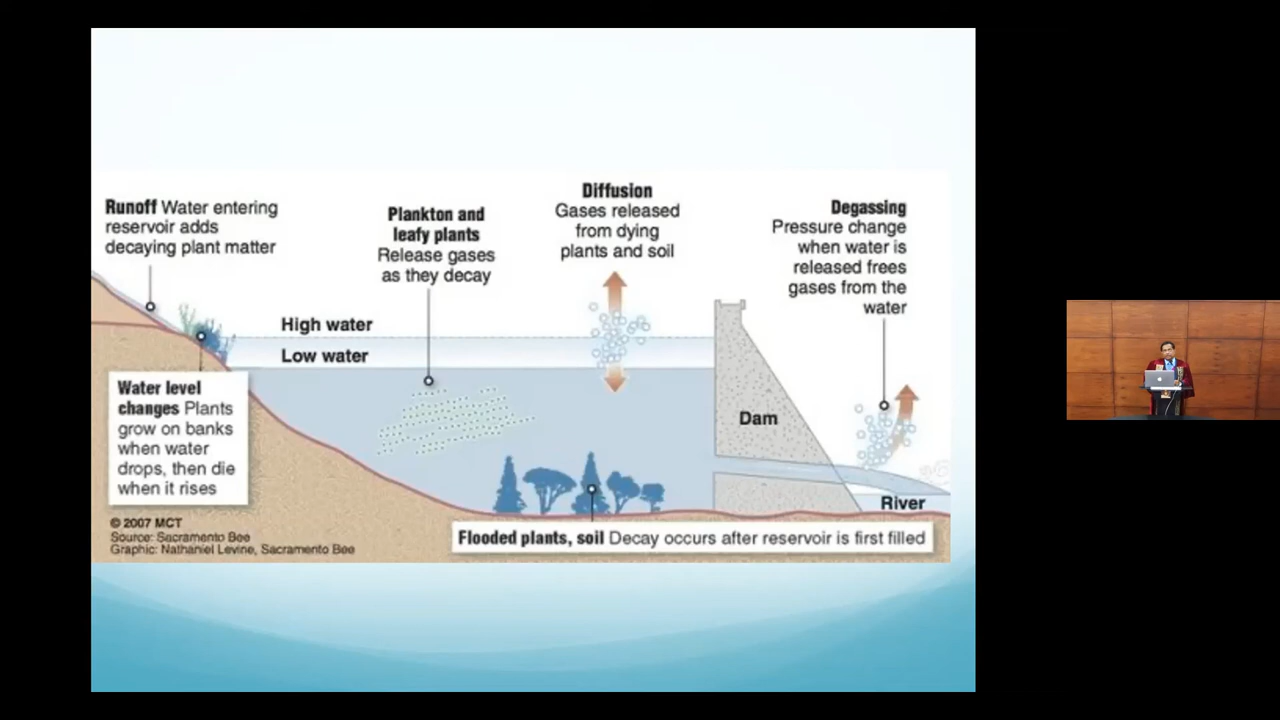 Runoff Water entering
reservoir adds
decaying plant matter
Plankton and
leafy plants
Release gases
as they decay
Diffusion
Gases released
from dying
plants and soil
Degassing
Pressure change
when water is
released frees
gases from the
water
High water
Low water
Water level
changes Plants
grow on banks
when water
drops, then die
when it rises
Dam
River
Flooded plants, soil Decay occurs after reservoir is first filled
© 2007 MCT
Source: Sacramento Bee
Graphic: Nathaniel Levine, Sacramento Bee